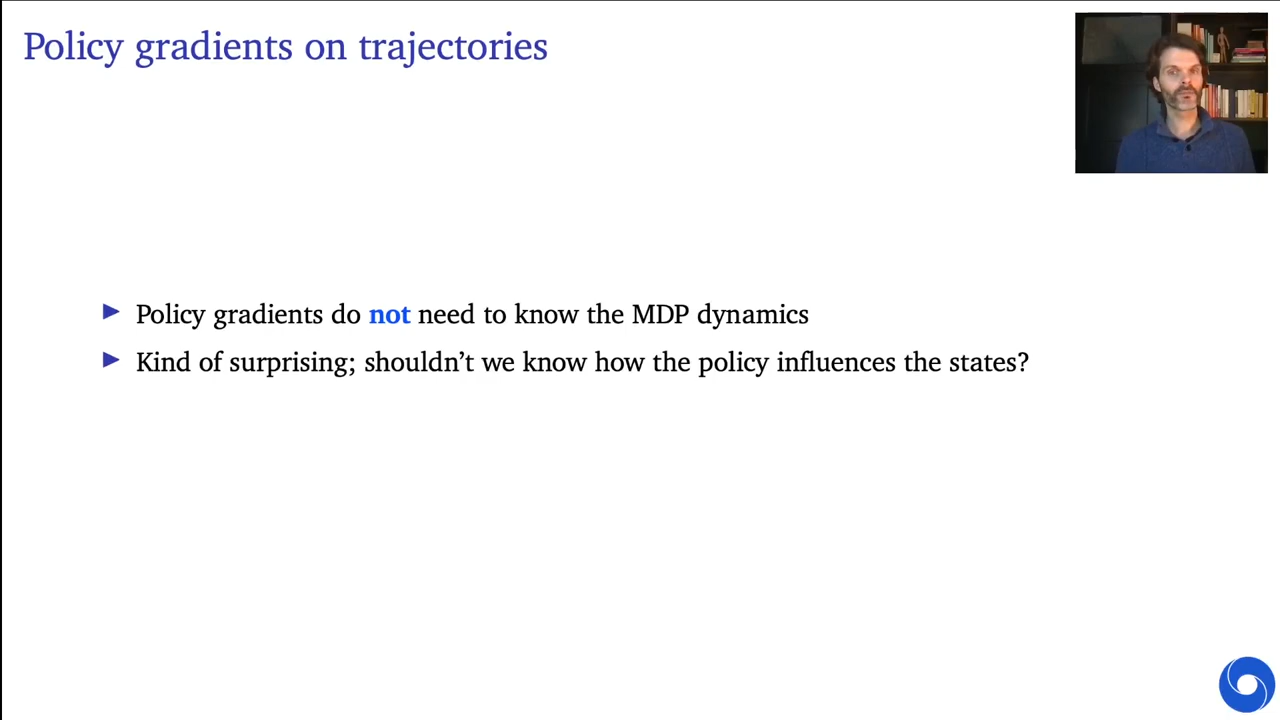 Policy gradients on trajectories
Policy gradients do not need to know the MDP dynamics
Kind of surprising; shouldn't we know how the policy influences the states?